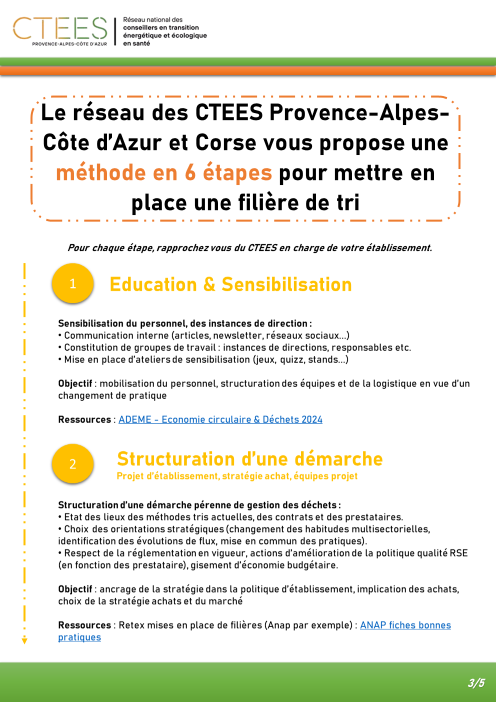 CTEES
PROVENCE-ALPES-CÔTE D'AZUR
Réseau national des
conseillers en transition
énergétique et écologique
en santé
Le réseau des CTEES Provence-Alpes-
Côte d'Azur et Corse vous propose une
méthode en 6 étapes pour mettre en
place une filière de tri
Pour chaque étape, rapprochez vous du CTEES en charge de votre établissement.
1
Education & Sensibilisation
Sensibilisation du personnel, des instances de direction :
• Communication interne (articles, newsletter, réseaux sociaux…)
• Constitution de groupes de travail : instances de directions, responsables etc.
• Mise en place d'ateliers de sensibilisation (jeux, quizz, stands…)
Objectif : mobilisation du personnel, structuration des équipes et de la logistique en vue d'un
changement de pratique
Ressources : ADEME - Economie circulaire & Déchets 2024
2
Structuration d'une démarche
Projet d'établissement, stratégie achat, équipes projet
Structuration d'une démarche pérenne de gestion des déchets :
• Etat des lieux des méthodes tris actuelles, des contrats et des prestataires.
• Choix des orientations stratégiques (changement des habitudes multisectorielles,
identification des évolutions de flux, mise en commun des pratiques).
• Respect de la réglementation en vigueur, actions d'amélioration de la politique qualité RSE
(en fonction des prestataire), gisement d'économie budgétaire.
Objectif : ancrage de la stratégie dans la politique d'établissement, implication des achats,
choix de la stratégie achats et du marché
Ressources : Retex mises en place de filières (Anap par exemple) : ANAP fiches bonnes
pratiques
3/5